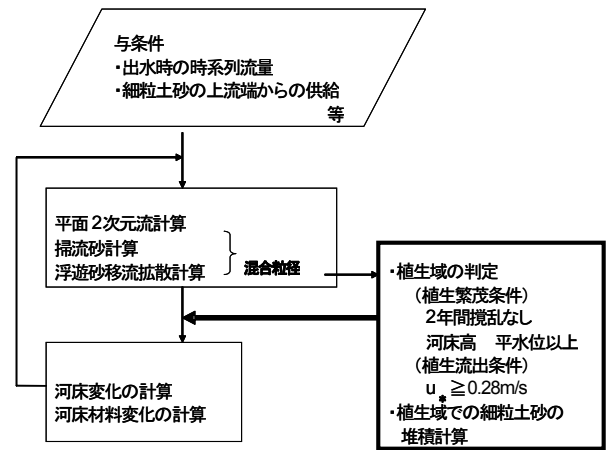 与条件
・出水時の時系列流量
・細粒土砂の上流端からの供給
等
平面2次元流計算
掃流砂計算
浮遊砂移流拡散計算
混合粒径
・植生域の判定
(植生繁茂条件)
2年間撹乱なし
河床高　平水位以上
(植生流出条件)
u*≧0.28m/s
・植生域での細粒土砂の
堆積計算
河床変化の計算
河床材料変化の計算